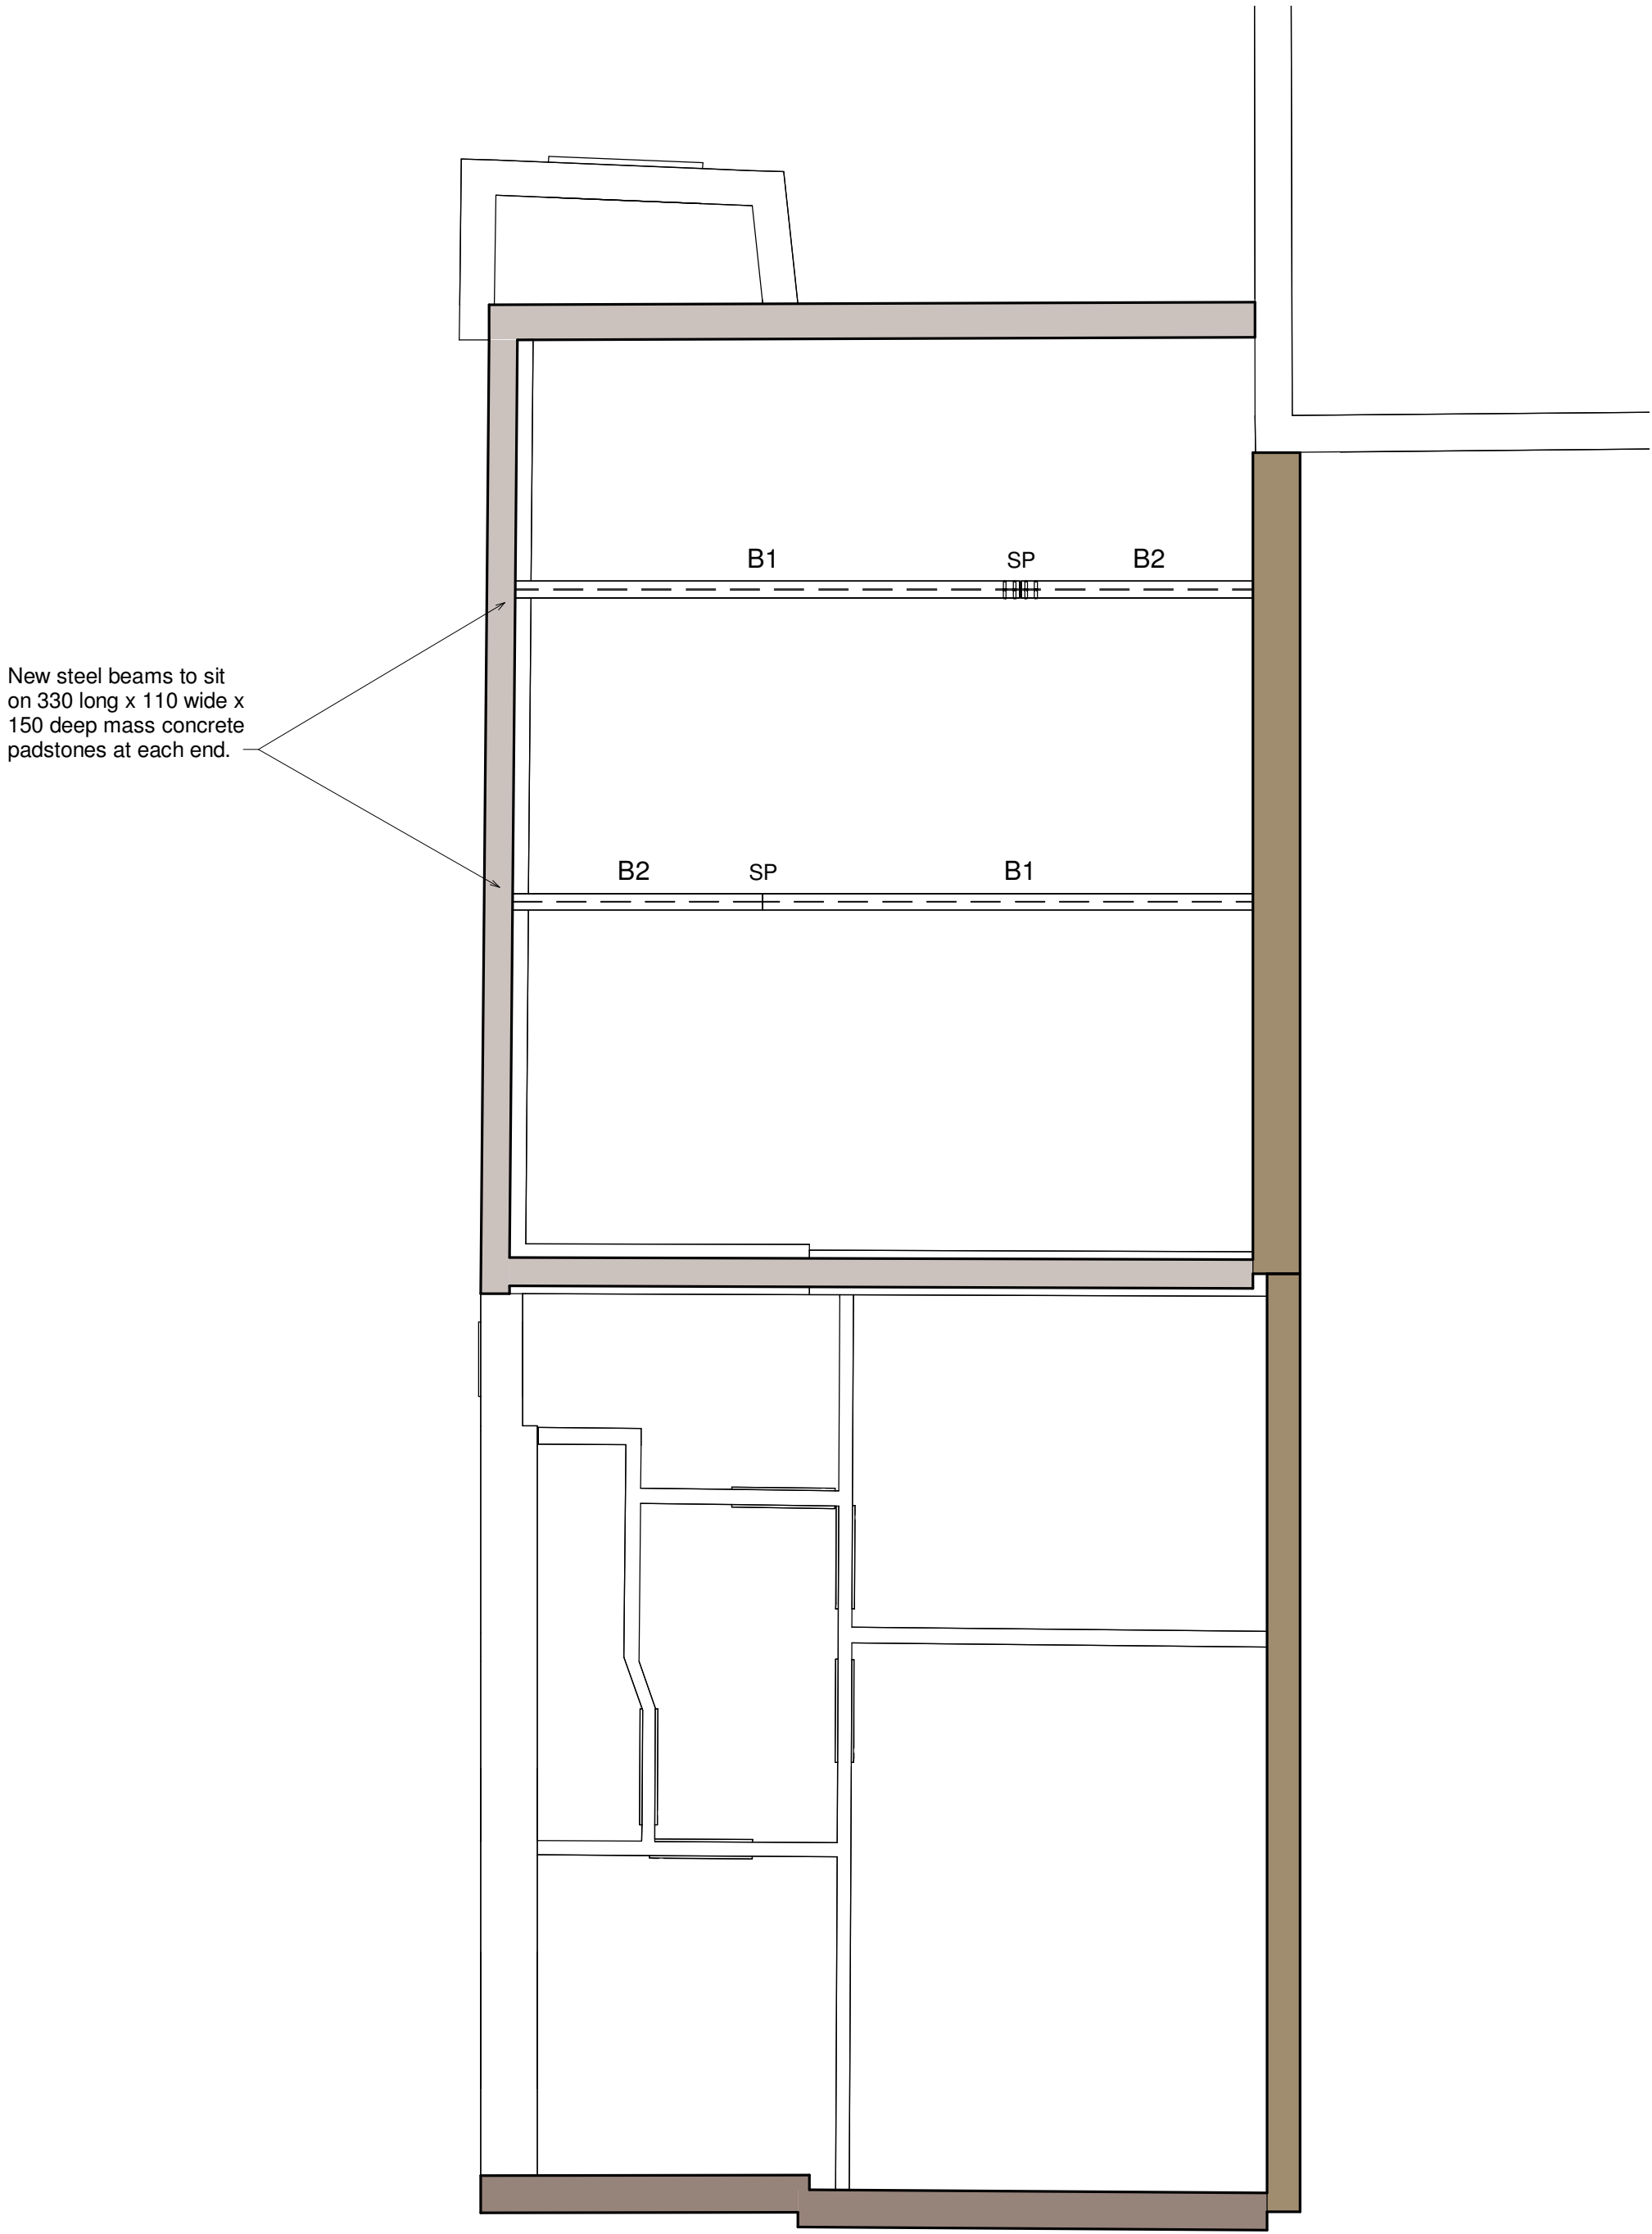 B1 SP B2
New steel beams to sit
on 330 long x 110 wide x
150 deep mass concrete
padstones at each end.
B2 SP B1